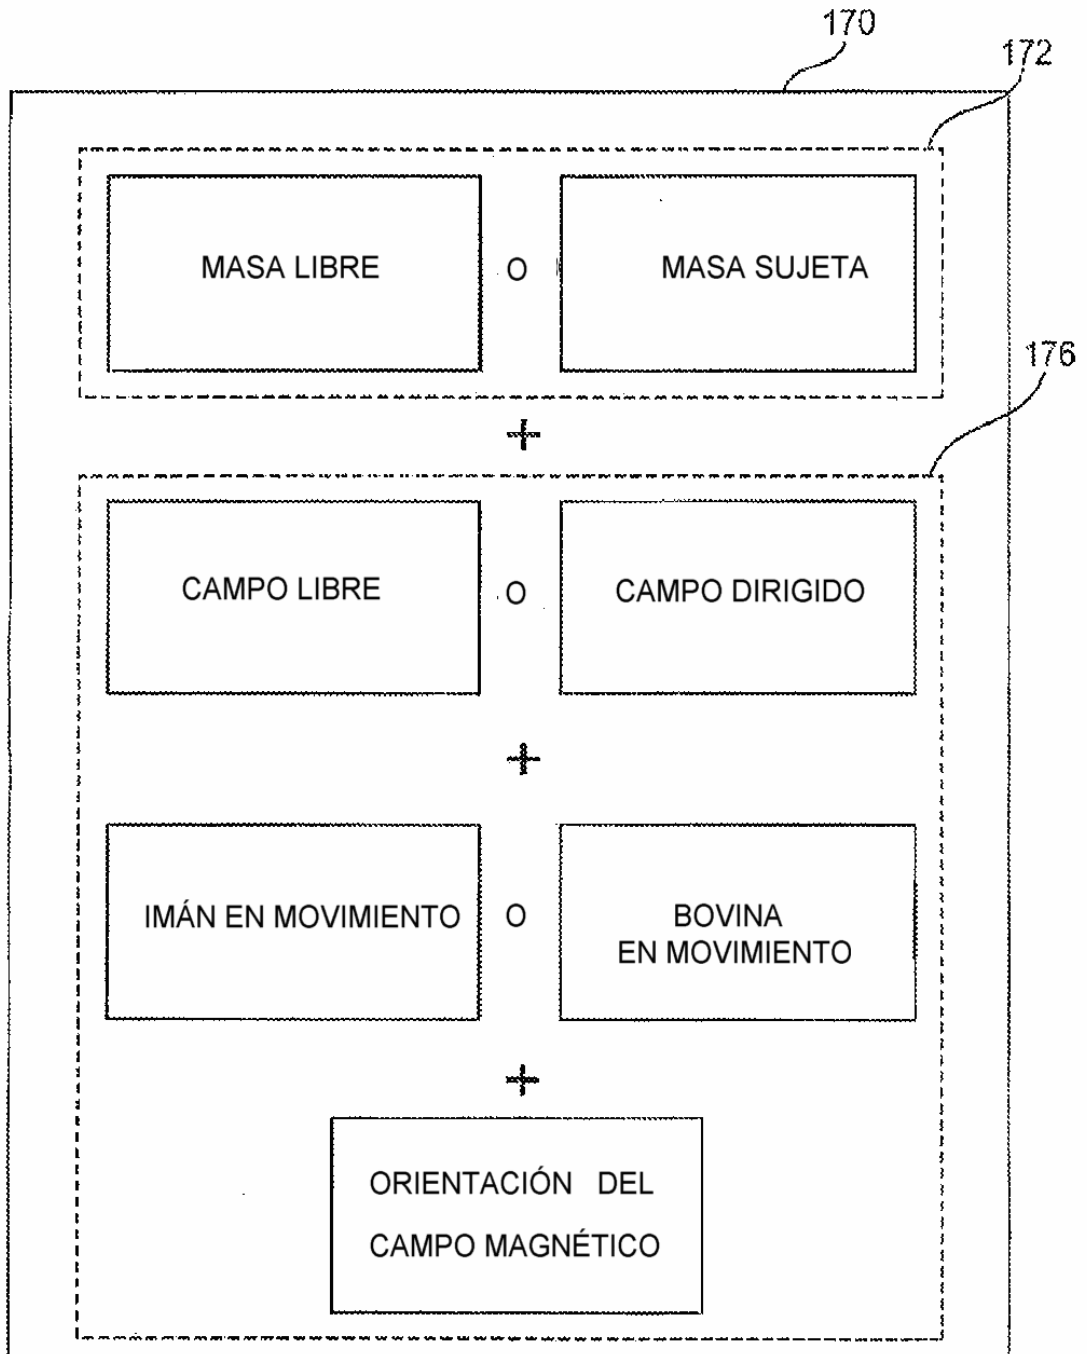 170
172
MASA LIBRE O MASA SUJETA
176
+
CAMPO LIBRE O CAMPO DIRIGIDO
+
IMÁN EN MOVIMIENTO O BOVINA
EN MOVIMIENTO
+
ORIENTACIÓN DEL
CAMPO MAGNÉTICO